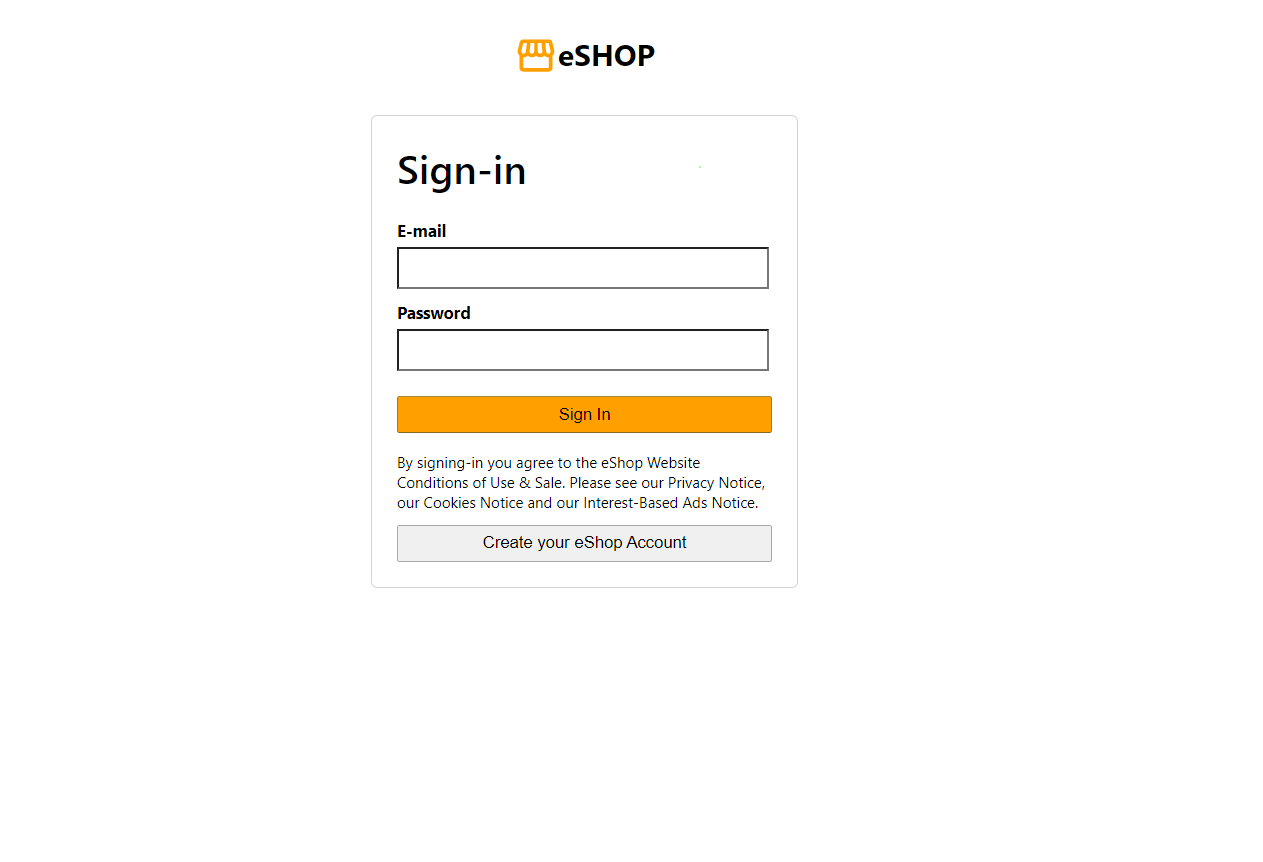 eSHOP
Sign-in
E-mail
Password
Sign In
By signing-in you agree to the eShop Website
Conditions of Use & Sale. Please see our Privacy Notice,
our Cookies Notice and our Interest-Based Ads Notice.
Create your eShop Account